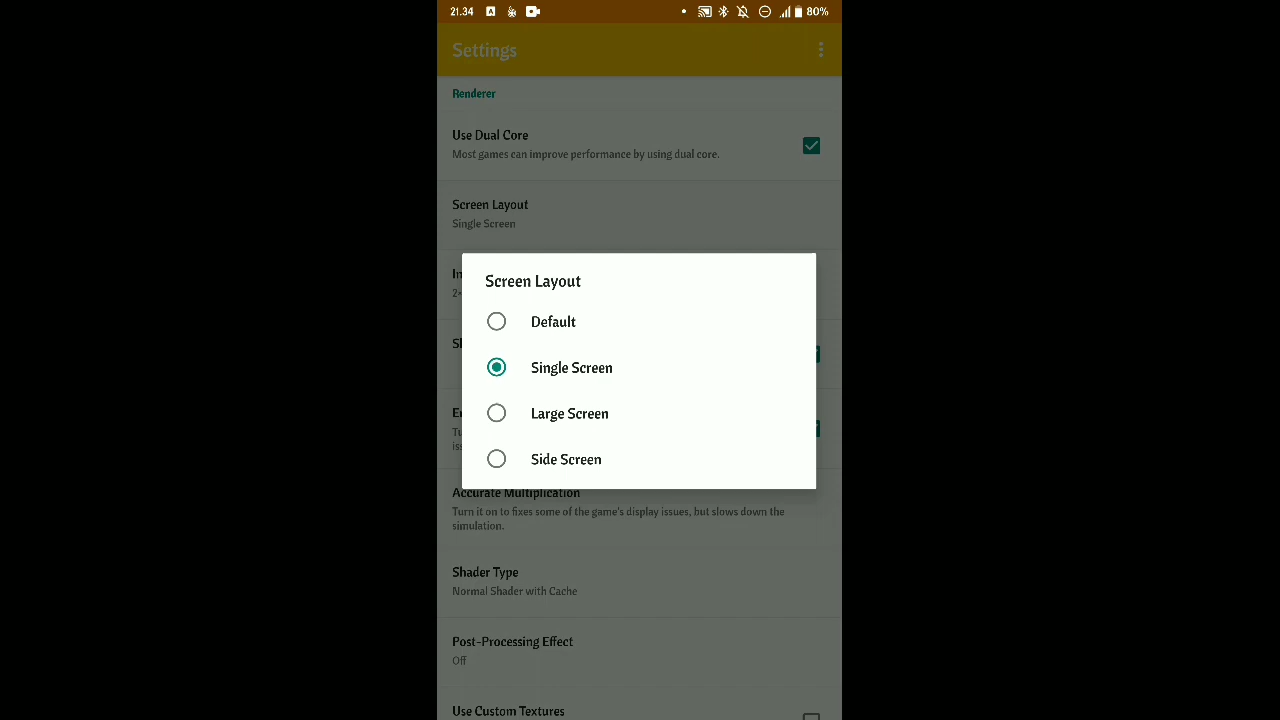 21.34
80%
Settings
Renderer
Use Dual Core
Most games can improve performance by using dual core.
Screen Layout
Single Screen
Screen Layout
Default
Single Screen
Large Screen
Side Screen
Accurate Multiplication
Turn it on to fixes some of the game's display issues, but slows down the
simulation.
Shader Type
Normal Shader with Cache
Post-Processing Effect
Off
Use Custom Textures